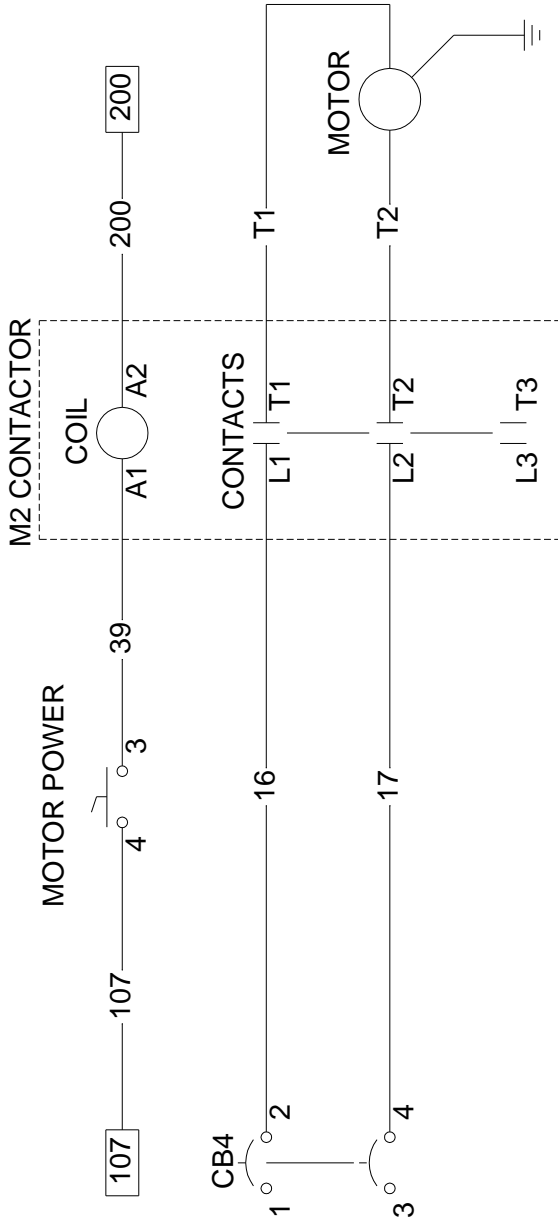 M2 CONTACTOR
MOTOR POWER
COIL
107
107
4
3
39
A1
A2
200
200
CONTACTS
MOTOR
CB4
1
2
16
L1
T1
T1
3
4
17
L2
T2
T2
L3
T3